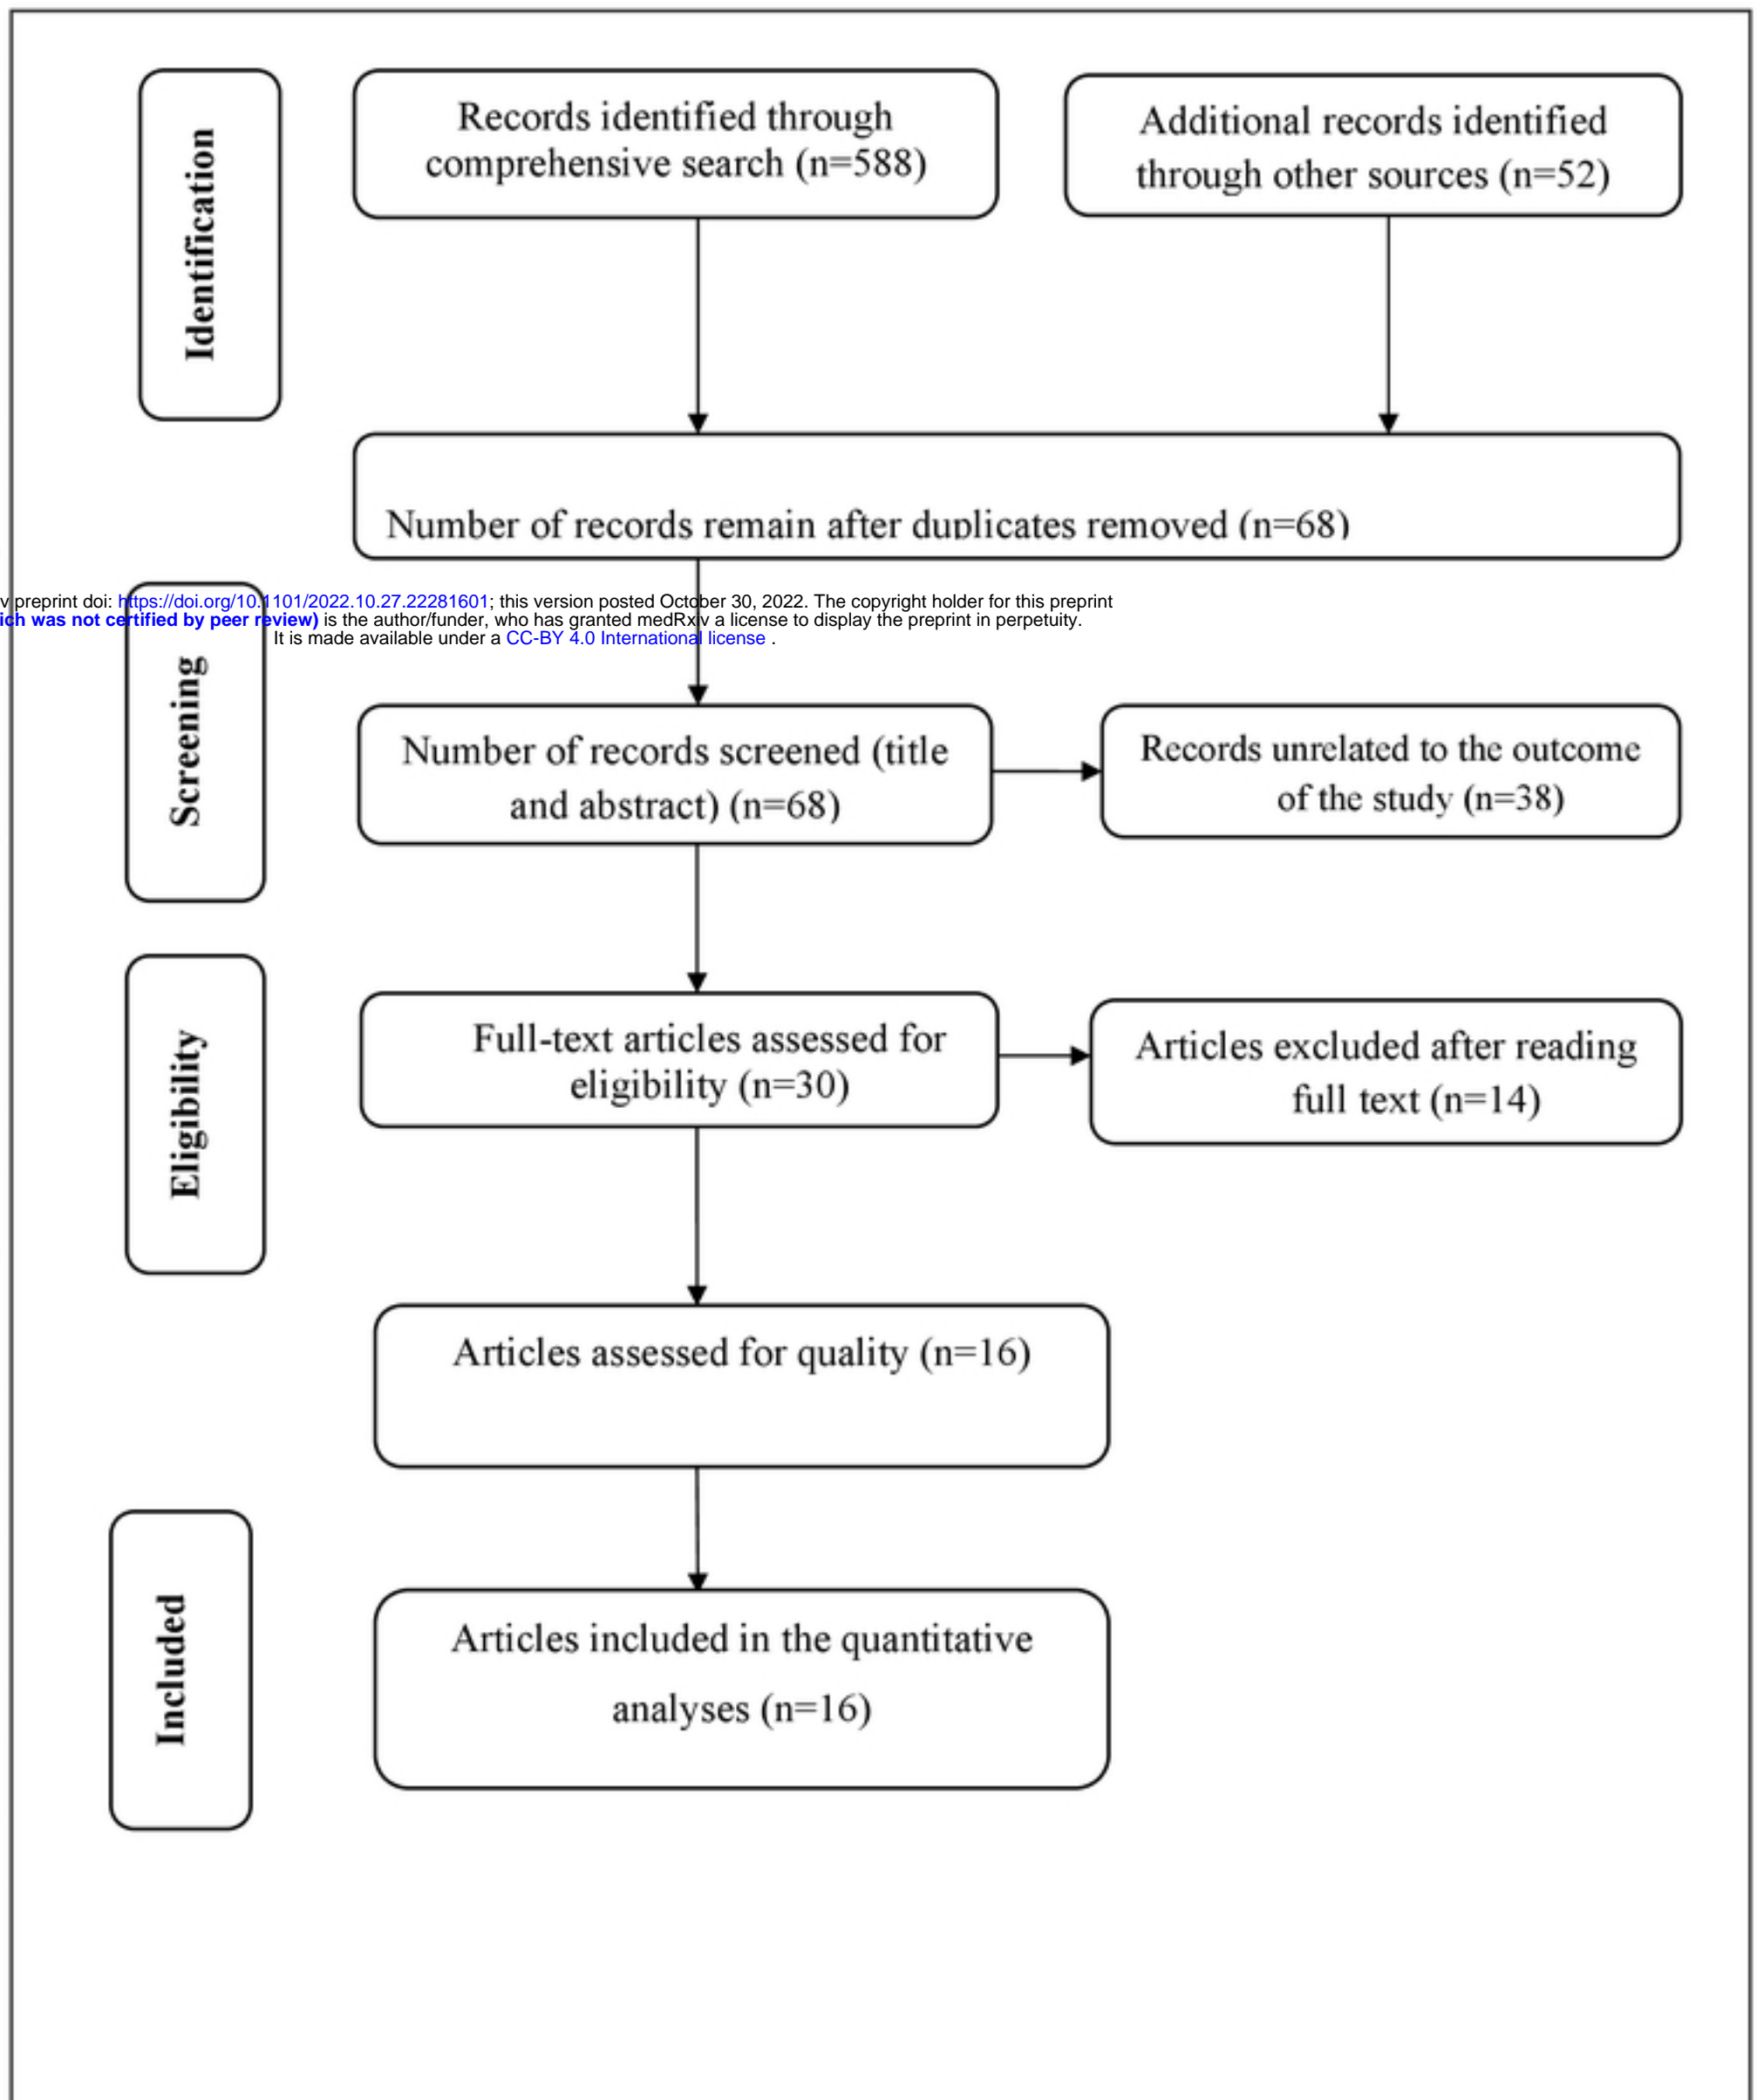 Identification
Records identified through
comprehensive search (n=588)
Additional records identified
through other sources (n=52)
Number of records remain after duplicates removed (n=68)
v preprint doi: https://doi.org/10.1101/2022.10.27.22281601; this version posted October 30, 2022. The copyright holder for this preprint
ich was not certified by peer review) is the author/funder, who has granted medRxiv a license to display the preprint in perpetuity.
It is made available under a CC-BY 4.0 International license .
Screening
Number of records screened (title
and abstract) (n=68)
Records unrelated to the outcome
of the study (n=38)
Eligibility
Full-text articles assessed for
eligibility (n=30)
Articles excluded after reading
full text (n=14)
Articles assessed for quality (n=16)
Included
Articles included in the quantitative
analyses (n=16)